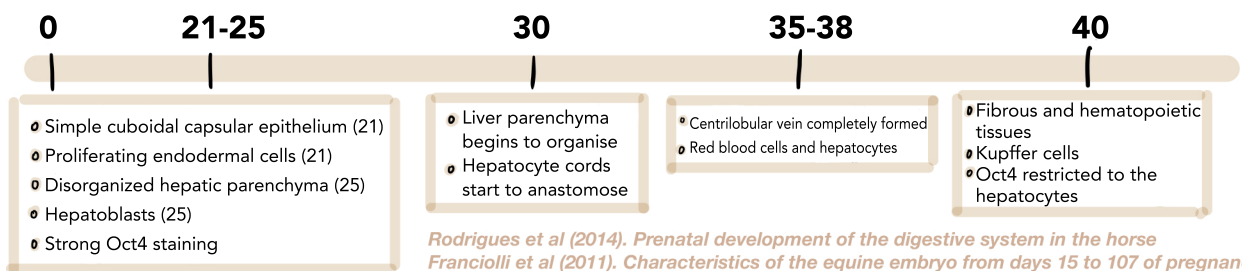 0 21-25 30 35-38 40
Simple cuboidal capsular epithelium (21)
Proliferating endodermal cells (21)
Disorganized hepatic parenchyma (25)
Hepatoblasts (25)
Strong Oct4 staining
Liver parenchyma
begins to organise
Hepatocyte cords
start to anastomose
Centrilobular vein completely formed
Red blood cells and hepatocytes
Fibrous and hematopoietic
tissues
Kupffer cells
Oct4 restricted to the
hepatocytes
Rodrigues et al (2014). Prenatal development of the digestive system in the horse
Franciolli et al (2011). Characteristics of the equine embryo from days 15 to 107 of pregnan